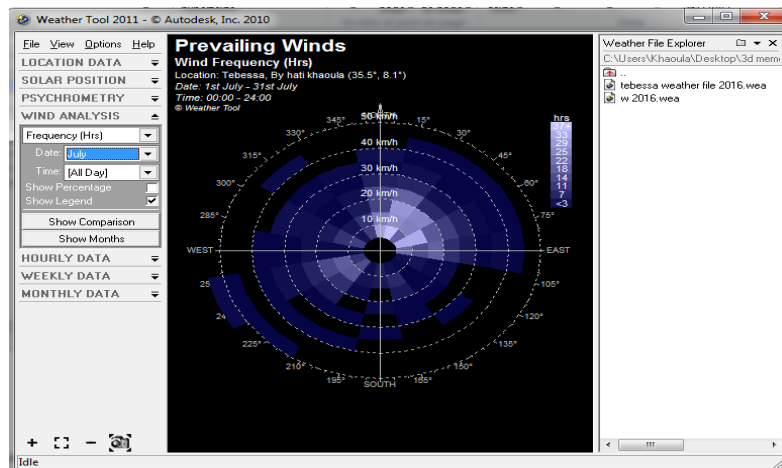 Weather Tool 2011 - © Autodesk, Inc. 2010
File View Options Help
LOCATION DATA
SOLAR POSITION
PSYCHROMETRY
WIND ANALYSIS
Frequency (Hrs)
Date: July
Time: [All Day]
Show Percentage
Show Legend
Show Comparison
Show Months
HOURLY DATA
WEEKLY DATA
MONTHLY DATA
Idle
Prevailing Winds
Wind Frequency (Hrs)
Location: Tebessa, By hati khaoula (35.5°, 8.1°)
Date: 1st July - 31st July
Time: 00:00 - 24:00
© Weather Tool
50 km/h
345°
15°
330°
30°
40 km/h
315°
45°
30 km/h
300°
60°
20 km/h
285°
75°
10 km/h
WEST
EAST
25
105°
24
120°
225°
135°
210°
150°
195°
165°
SOUTH
hrs
37+
33
29
25
22
18
14
11
7
<3
Weather File Explorer
C:\Users\Khaoula\Desktop\3d mem
..
tebessa weather file 2016.wea
w 2016.wea